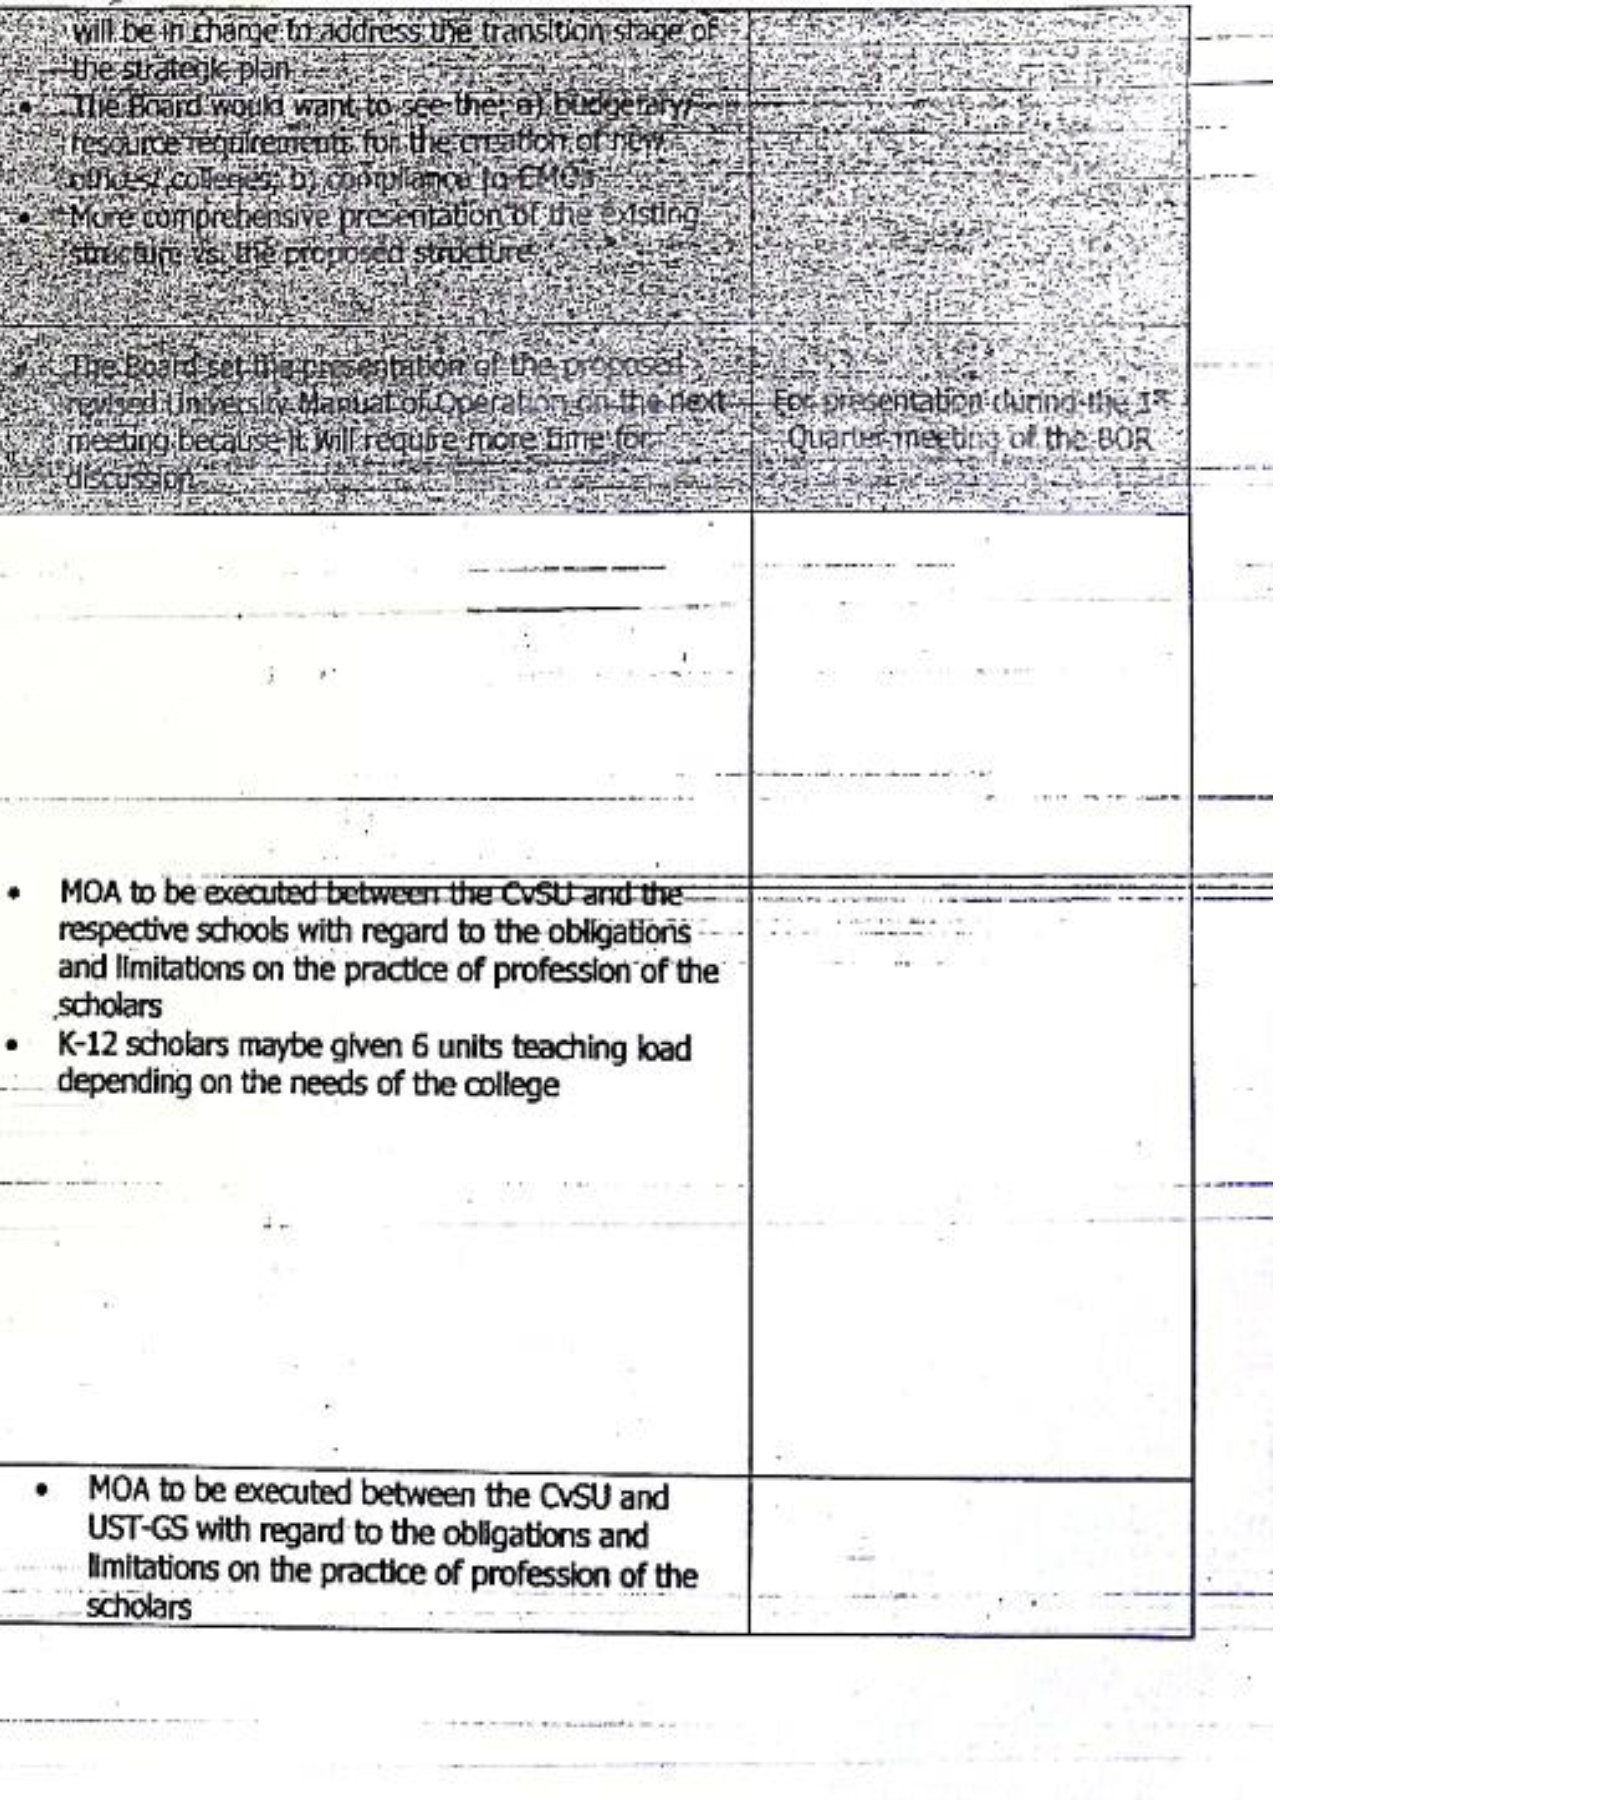 will be in charge to address the transition stage of
the strategic plan
• The Board would want to see the: a) budgetary/
resource requirements for the creation of new
offices/ colleges; b) compliance to CMOs
• More comprehensive presentation of the existing
structure vs. the proposed structure
The Board set the presentation of the proposed
revised University Manual of Operation on the next
meeting because it will require more time for
discussion.
For presentation during the 1st
Quarter meeting of the BOR
• MOA to be executed between the CvSU and the
respective schools with regard to the obligations
and limitations on the practice of profession of the
scholars
• K-12 scholars maybe given 6 units teaching load
depending on the needs of the college
• MOA to be executed between the CvSU and
UST-GS with regard to the obligations and
limitations on the practice of profession of the
scholars